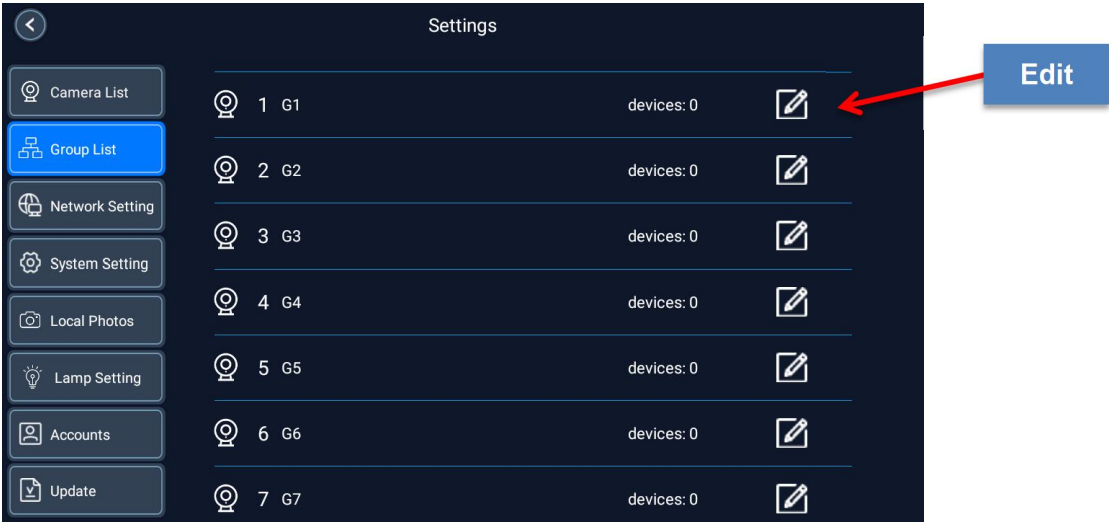 Settings
Edit
Camera List
Group List
Network Setting
System Setting
Local Photos
Lamp Setting
Accounts
Update
1 G1 devices: 0
2 G2 devices: 0
3 G3 devices: 0
4 G4 devices: 0
5 G5 devices: 0
6 G6 devices: 0
7 G7 devices: 0